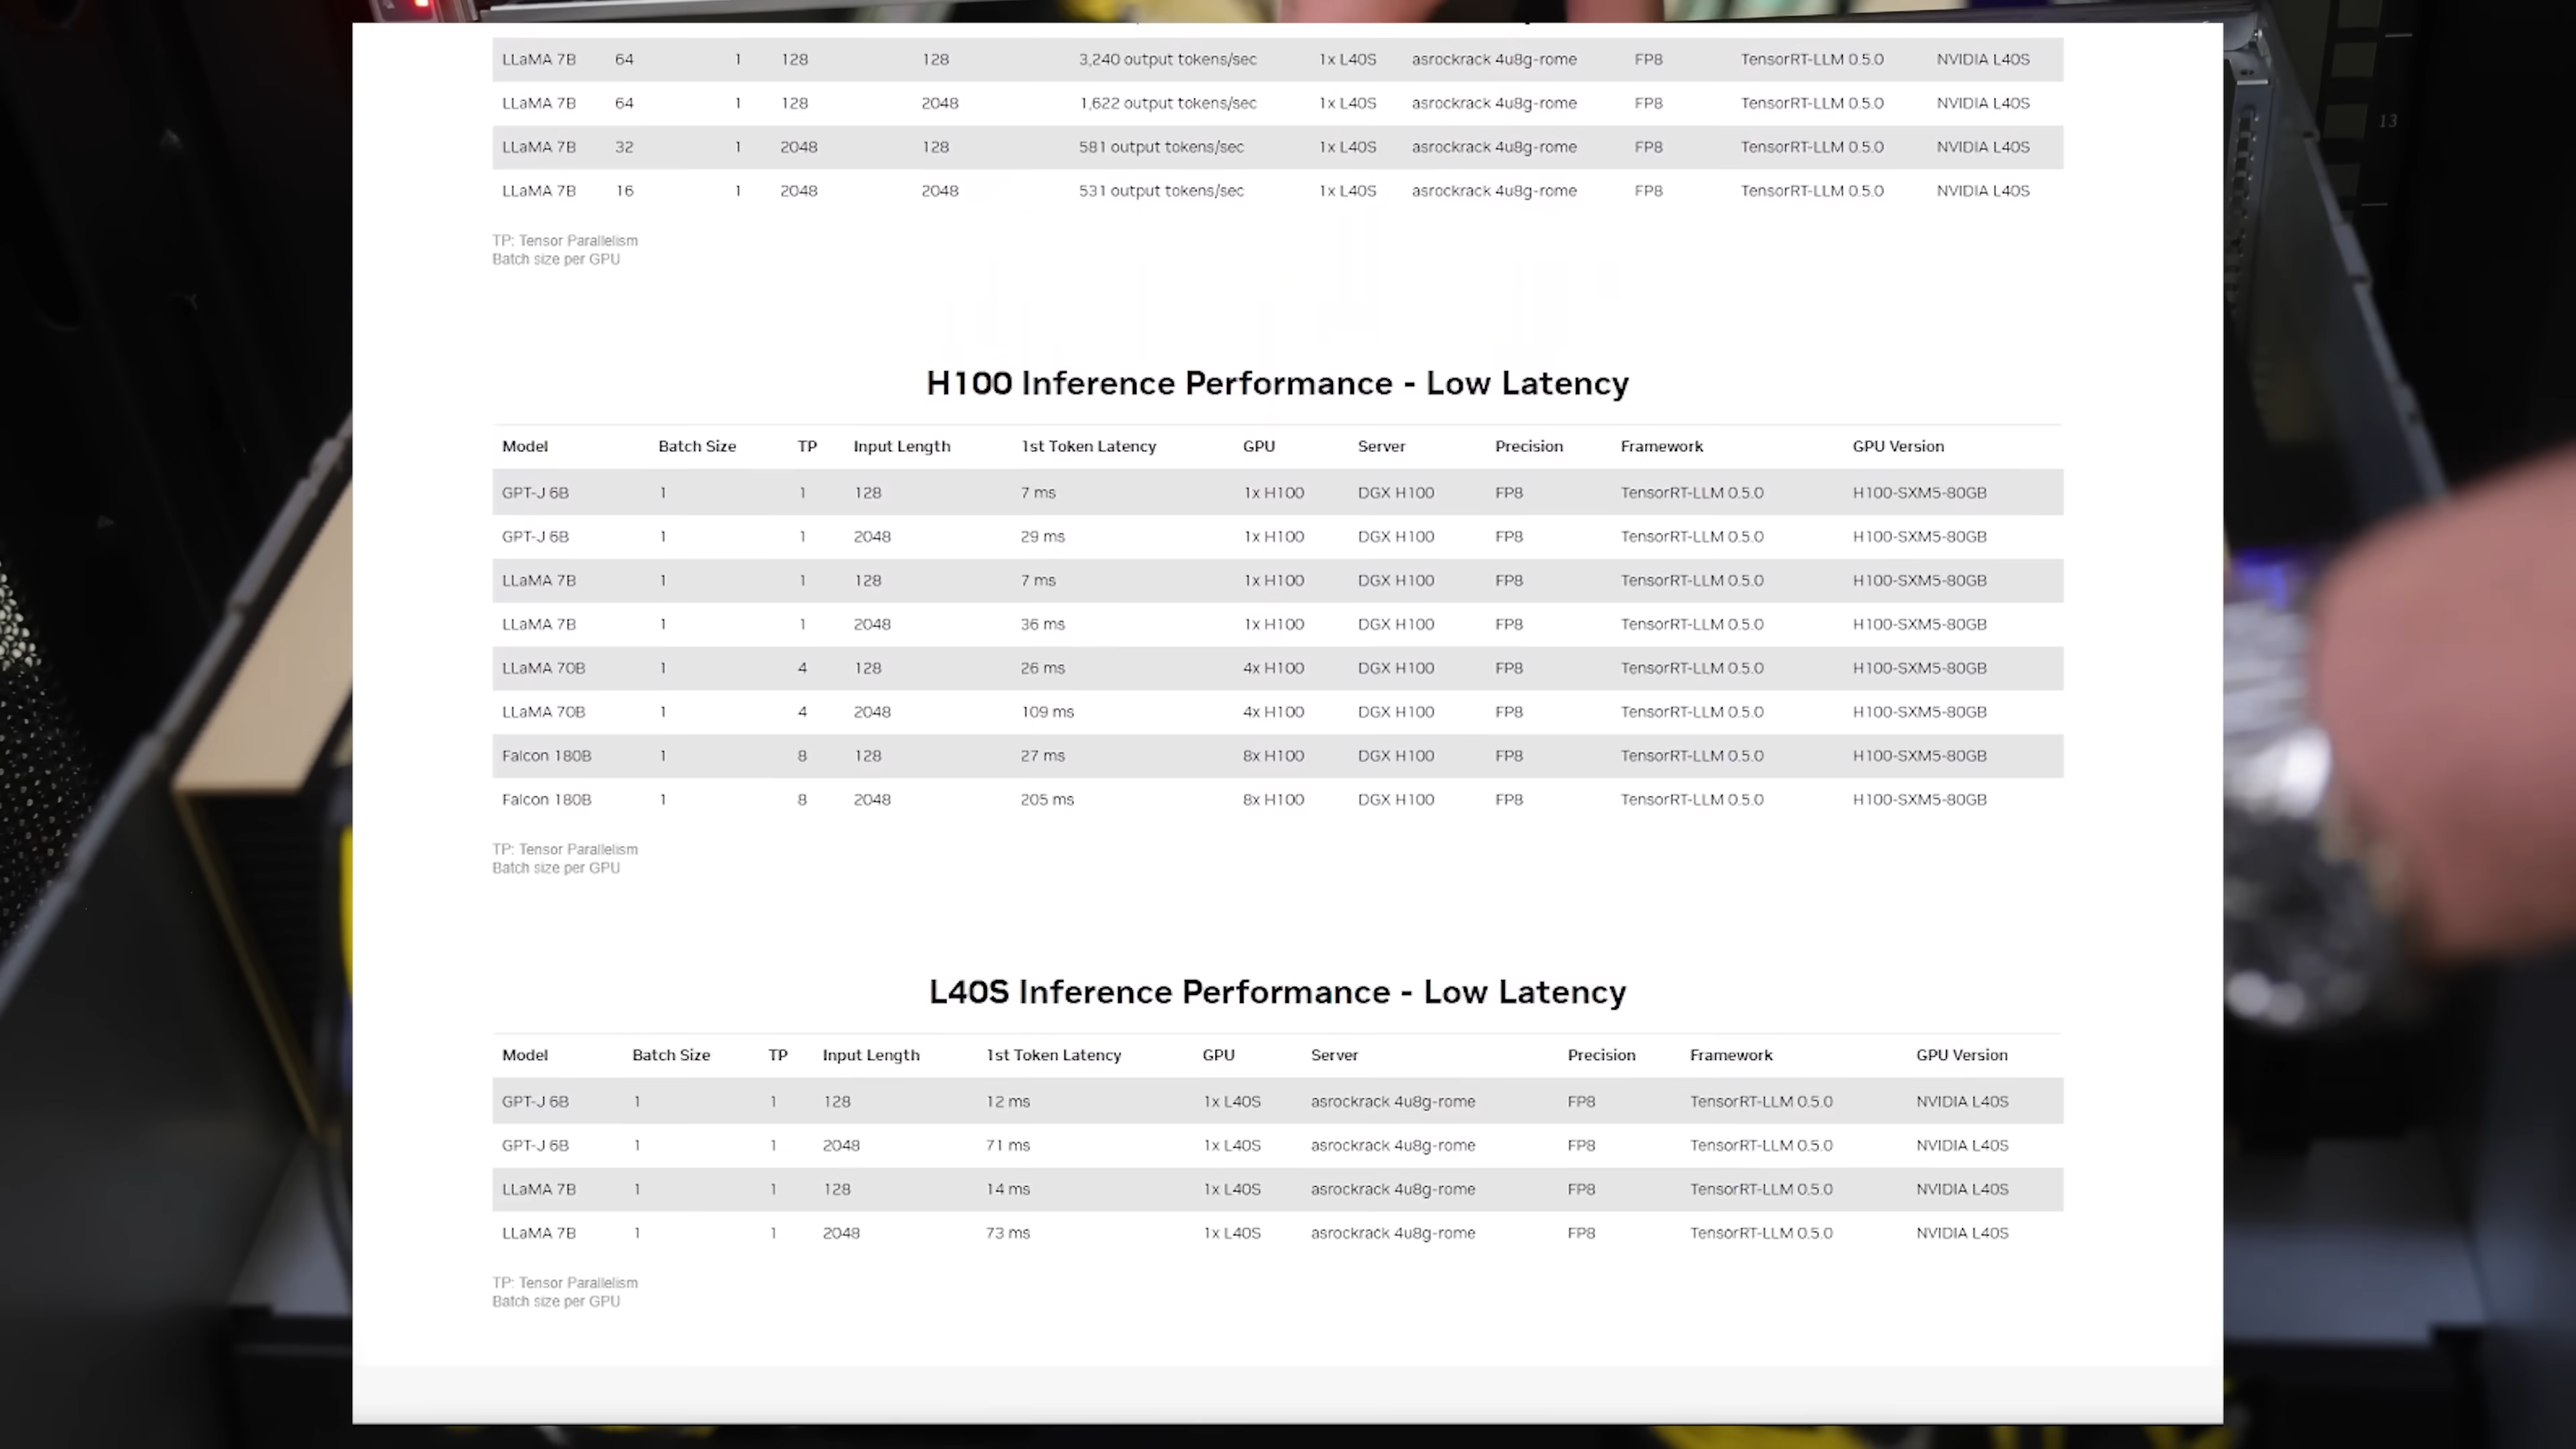 LLaMA 7B 64 1 128 128 3,240 output tokens/sec 1x L40S asrockrack 4u8g-rome FP8 TensorRT-LLM 0.5.0 NVIDIA L40S
LLaMA 7B 64 1 128 2048 1,622 output tokens/sec 1x L40S asrockrack 4u8g-rome FP8 TensorRT-LLM 0.5.0 NVIDIA L40S
LLaMA 7B 32 1 2048 128 581 output tokens/sec 1x L40S asrockrack 4u8g-rome FP8 TensorRT-LLM 0.5.0 NVIDIA L40S
LLaMA 7B 16 1 2048 2048 531 output tokens/sec 1x L40S asrockrack 4u8g-rome FP8 TensorRT-LLM 0.5.0 NVIDIA L40S
TP: Tensor Parallelism
Batch size per GPU
H100 Inference Performance - Low Latency
Model Batch Size TP Input Length 1st Token Latency GPU Server Precision Framework GPU Version
GPT-J 6B 1 1 128 7 ms 1x H100 DGX H100 FP8 TensorRT-LLM 0.5.0 H100-SXM5-80GB
GPT-J 6B 1 1 2048 29 ms 1x H100 DGX H100 FP8 TensorRT-LLM 0.5.0 H100-SXM5-80GB
LLaMA 7B 1 1 128 7 ms 1x H100 DGX H100 FP8 TensorRT-LLM 0.5.0 H100-SXM5-80GB
LLaMA 7B 1 1 2048 36 ms 1x H100 DGX H100 FP8 TensorRT-LLM 0.5.0 H100-SXM5-80GB
LLaMA 70B 1 4 128 26 ms 4x H100 DGX H100 FP8 TensorRT-LLM 0.5.0 H100-SXM5-80GB
LLaMA 70B 1 4 2048 109 ms 4x H100 DGX H100 FP8 TensorRT-LLM 0.5.0 H100-SXM5-80GB
Falcon 180B 1 8 128 27 ms 8x H100 DGX H100 FP8 TensorRT-LLM 0.5.0 H100-SXM5-80GB
Falcon 180B 1 8 2048 205 ms 8x H100 DGX H100 FP8 TensorRT-LLM 0.5.0 H100-SXM5-80GB
TP: Tensor Parallelism
Batch size per GPU
L40S Inference Performance - Low Latency
Model Batch Size TP Input Length 1st Token Latency GPU Server Precision Framework GPU Version
GPT-J 6B 1 1 128 12 ms 1x L40S asrockrack 4u8g-rome FP8 TensorRT-LLM 0.5.0 NVIDIA L40S
GPT-J 6B 1 1 2048 71 ms 1x L40S asrockrack 4u8g-rome FP8 TensorRT-LLM 0.5.0 NVIDIA L40S
LLaMA 7B 1 1 128 14 ms 1x L40S asrockrack 4u8g-rome FP8 TensorRT-LLM 0.5.0 NVIDIA L40S
LLaMA 7B 1 1 2048 73 ms 1x L40S asrockrack 4u8g-rome FP8 TensorRT-LLM 0.5.0 NVIDIA L40S
TP: Tensor Parallelism
Batch size per GPU
13